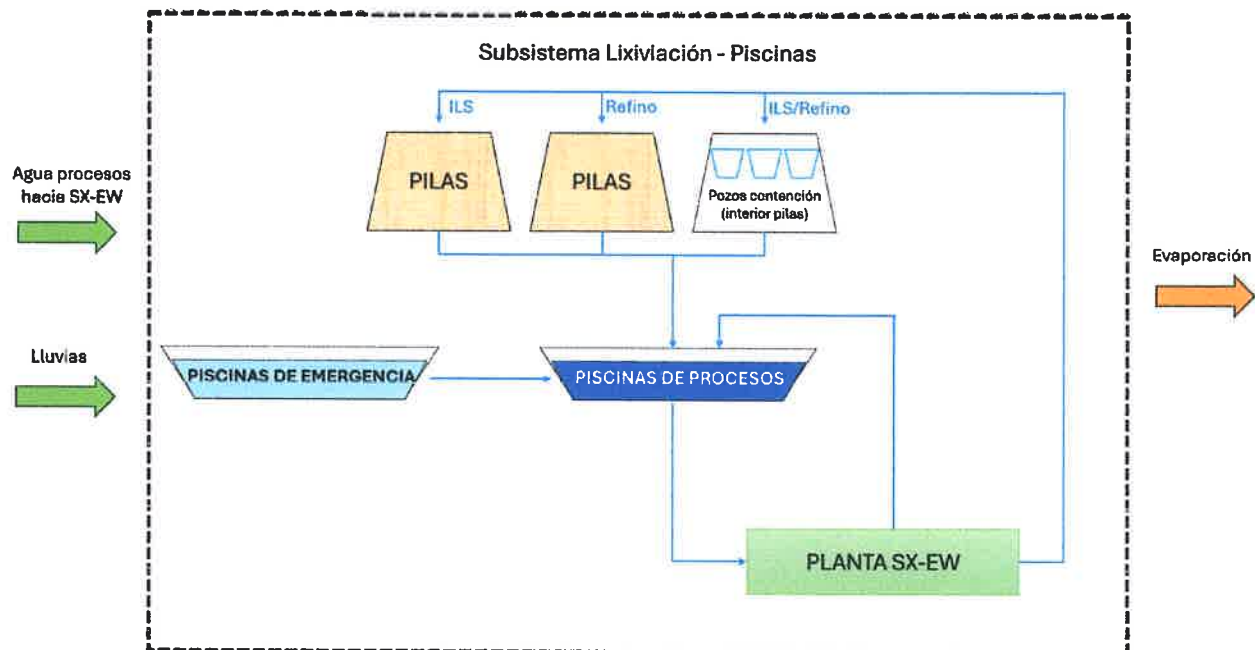 Subsistema Lixiviación - Piscinas
ILS
Refino
ILS/Refino
PILAS
PILAS
Pozos contención
(interior pilas)
Agua procesos
hacia SX-EW
Evaporación
Lluvias
PISCINAS DE EMERGENCIA
PISCINAS DE PROCESOS
PLANTA SX-EW